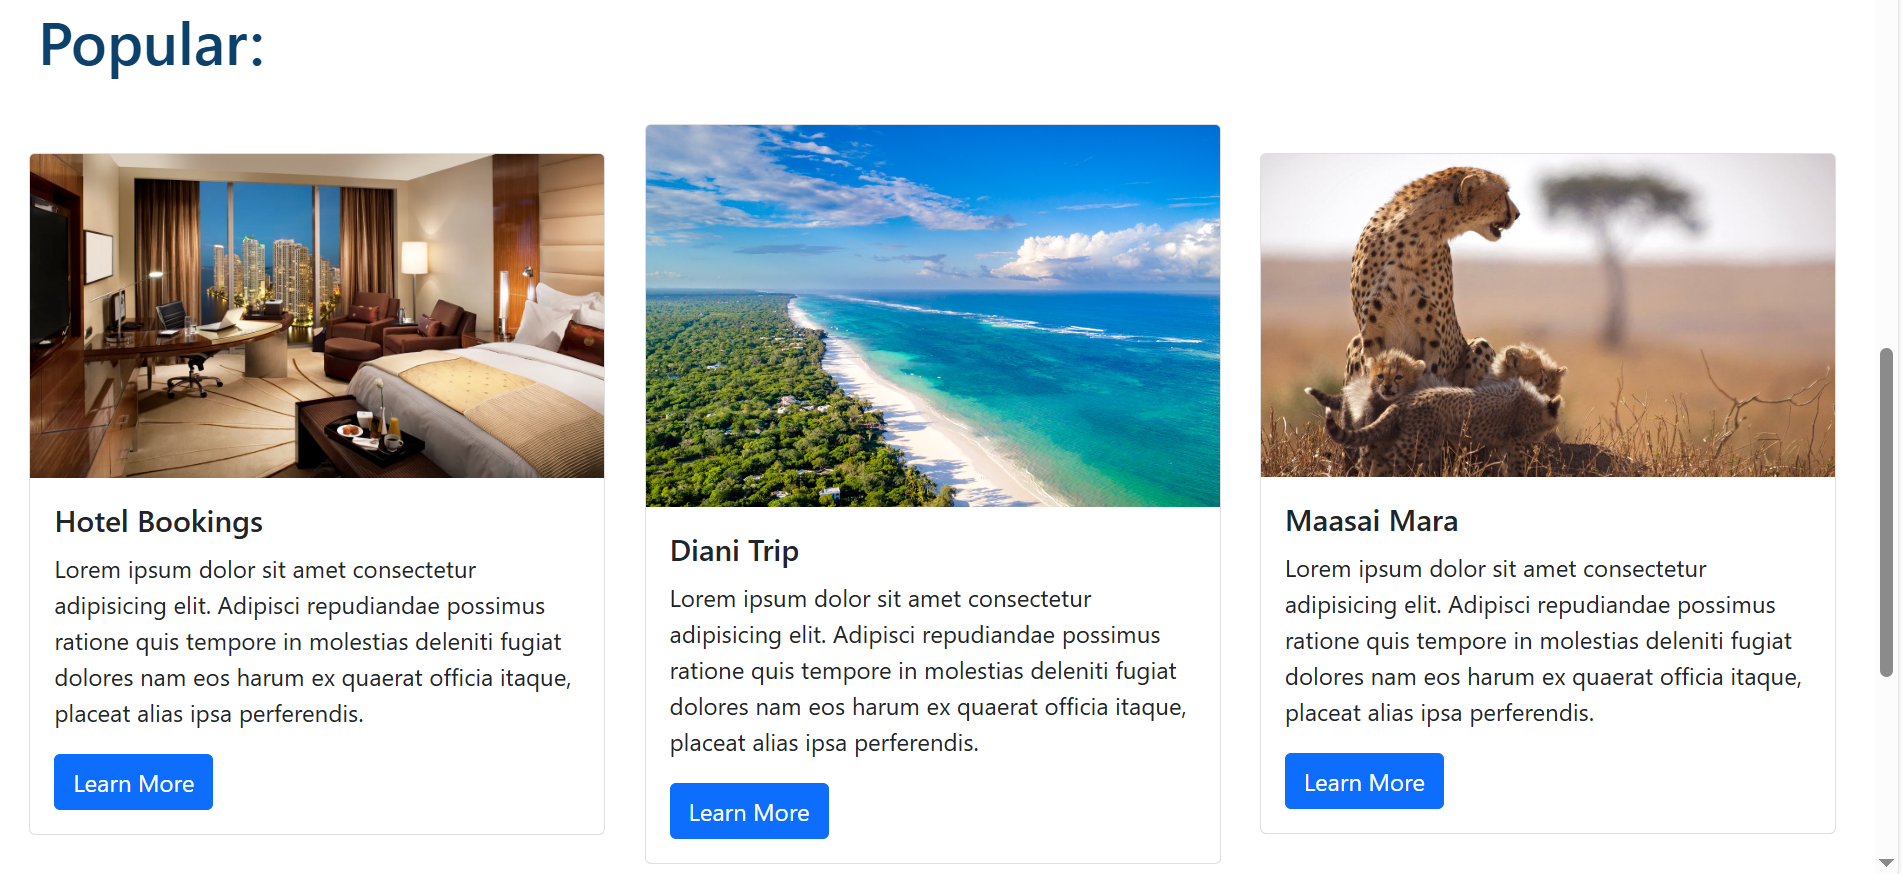 Popular:
Hotel Bookings
Lorem ipsum dolor sit amet consectetur
adipisicing elit. Adipisci repudiandae possimus
ratione quis tempore in molestias deleniti fugiat
dolores nam eos harum ex quaerat officia itaque,
placeat alias ipsa perferendis.
Learn More
Diani Trip
Lorem ipsum dolor sit amet consectetur
adipisicing elit. Adipisci repudiandae possimus
ratione quis tempore in molestias deleniti fugiat
dolores nam eos harum ex quaerat officia itaque,
placeat alias ipsa perferendis.
Learn More
Maasai Mara
Lorem ipsum dolor sit amet consectetur
adipisicing elit. Adipisci repudiandae possimus
ratione quis tempore in molestias deleniti fugiat
dolores nam eos harum ex quaerat officia itaque,
placeat alias ipsa perferendis.
Learn More